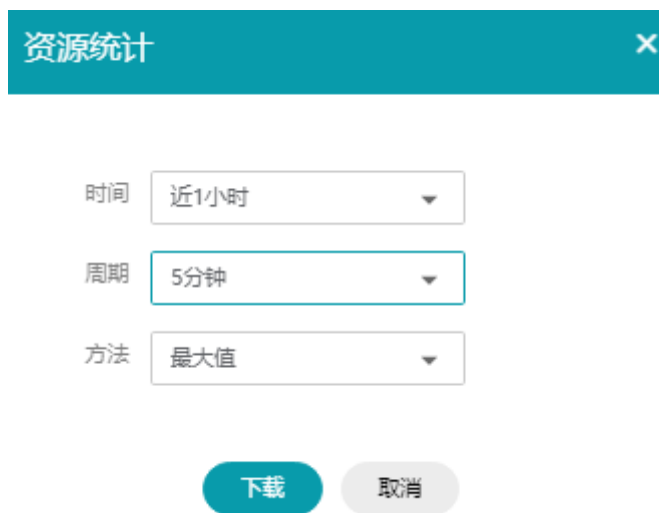 资源统计
时间 近1小时
周期 5分钟
方法 最大值
下载 取消